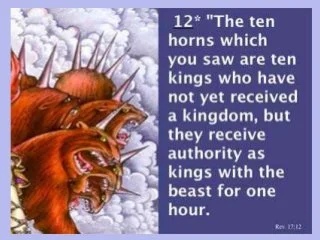 12* "The ten
horns which
you saw are ten
kings who have
not yet received
a kingdom, but
they receive
authority as
kings with the
beast for one
hour.
Rev. 17:12